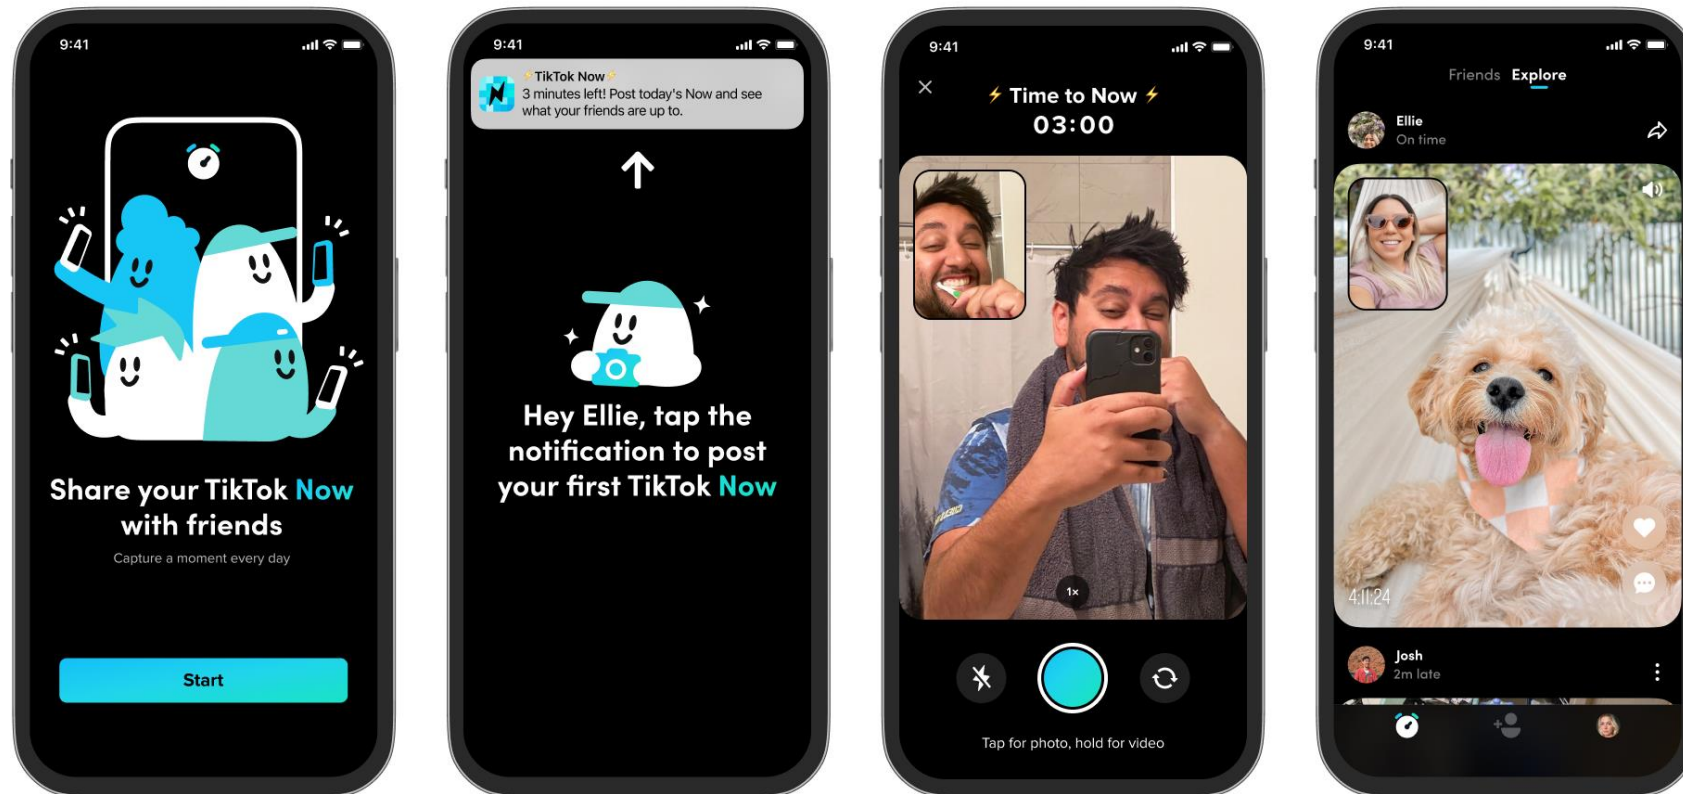 9:41
Share your TikTok Now
with friends
Capture a moment every day
Start
9:41
⚡TikTok Now⚡
3 minutes left! Post today's Now and see
what your friends are up to.
Hey Ellie, tap the
notification to post
your first TikTok Now
9:41
⚡ Time to Now ⚡
03:00
1×
Tap for photo, hold for video
9:41
Friends Explore
Ellie
On time
4:11:24
Josh
2m late